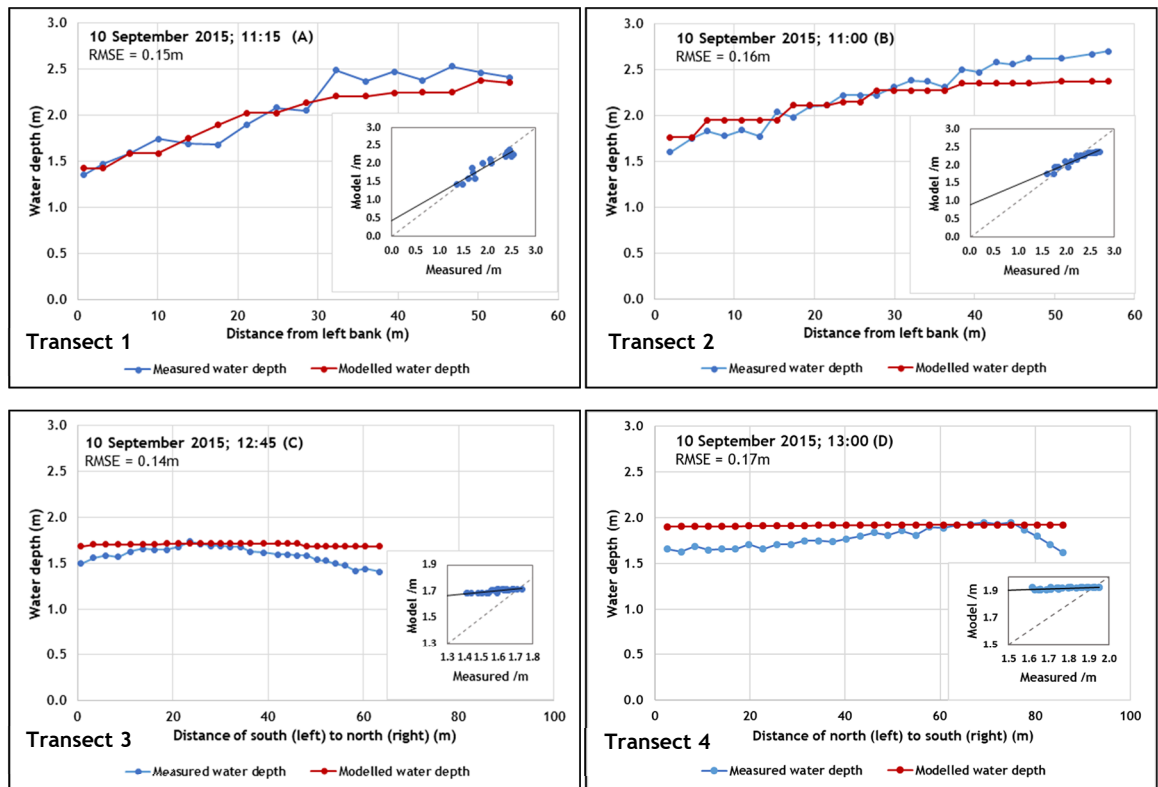 10 September 2015; 11:15 (A)
RMSE = 0.15m
Water depth (m)
3.0
2.5
2.0
1.5
1.0
0.5
0.0
0 10 20 30 40 50 60
Distance from left bank (m)
Model /m
3.0
2.5
2.0
1.5
1.0
0.5
0.0
0.0 0.5 1.0 1.5 2.0 2.5 3.0
Measured /m
Transect 1
Measured water depth Modelled water depth
10 September 2015; 11:00 (B)
RMSE = 0.16m
Water depth (m)
3.0
2.5
2.0
1.5
1.0
0.5
0.0
0 10 20 30 40 50 60
Distance from left bank (m)
Model /m
3.0
2.5
2.0
1.5
1.0
0.5
0.0
0.0 0.5 1.0 1.5 2.0 2.5 3.0
Measured /m
Transect 2
Measured water depth Modelled water depth
10 September 2015; 12:45 (C)
RMSE = 0.14m
Water depth (m)
3.0
2.5
2.0
1.5
1.0
0.5
0.0
0 20 40 60 80 100
Distance of south (left) to north (right) (m)
Model /m
1.9
1.7
1.5
1.3
1.3 1.4 1.5 1.6 1.7 1.8
Measured /m
Transect 3
Measured water depth Modelled water depth
10 September 2015; 13:00 (D)
RMSE = 0.17m
Water depth (m)
3.0
2.5
2.0
1.5
1.0
0.5
0.0
0 20 40 60 80 100
Distance of north (left) to south (right) (m)
Model /m
1.9
1.7
1.5
1.5 1.6 1.7 1.8 1.9 2.0
Measured /m
Transect 4
Measured water depth Modelled water depth